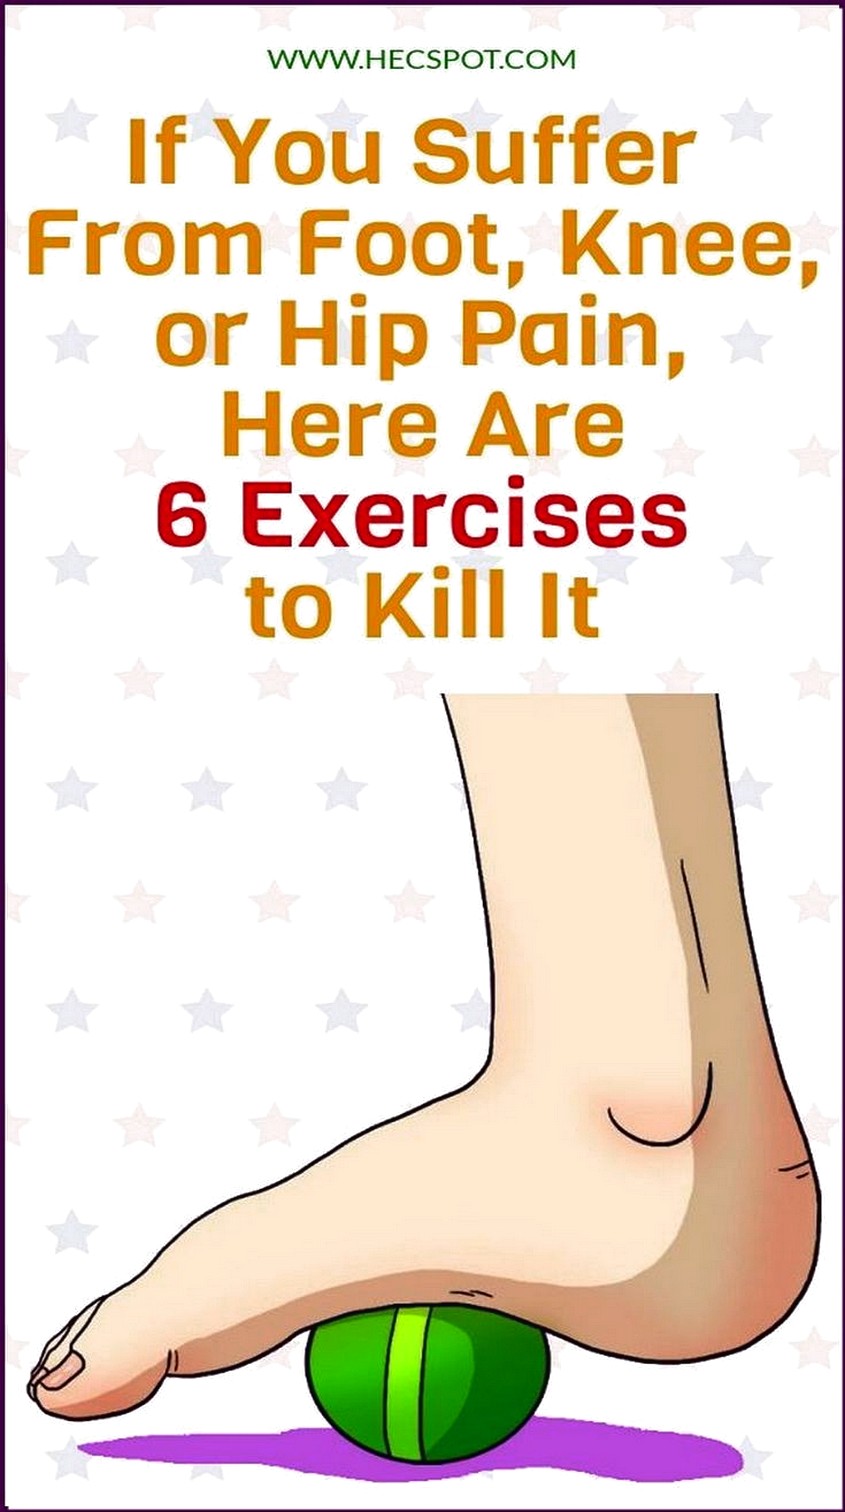 WWW.HECSPOT.COM
If You Suffer
From Foot, Knee,
or Hip Pain,
Here Are
6 Exercises
to Kill It